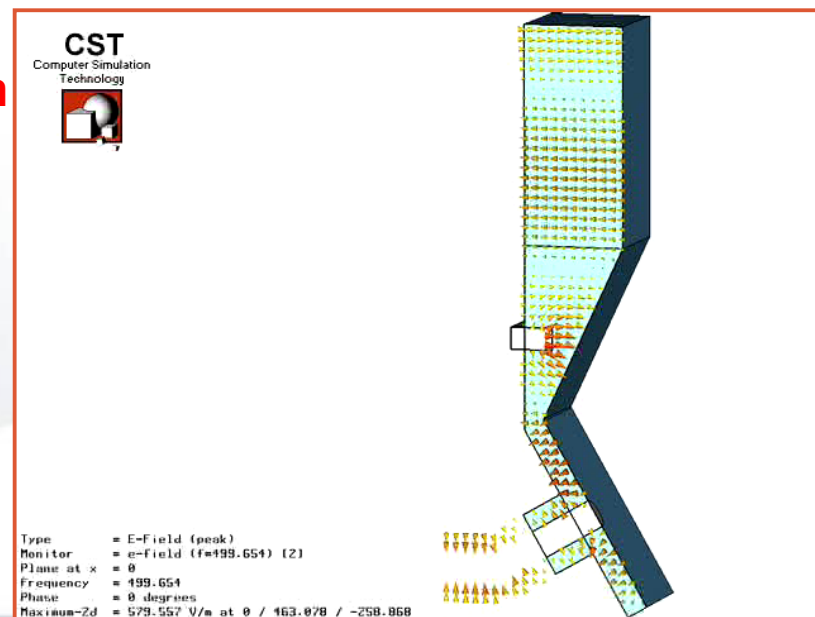 CST
Computer Simulation
Technology
Type = E-Field (peak)
Monitor = e-field (f=499.654) [2]
Plane at x = 0
Frequency = 499.654
Phase = 0 degrees
Maximum-2d = 579.557 V/m at 0 / 463.078 / -258.868